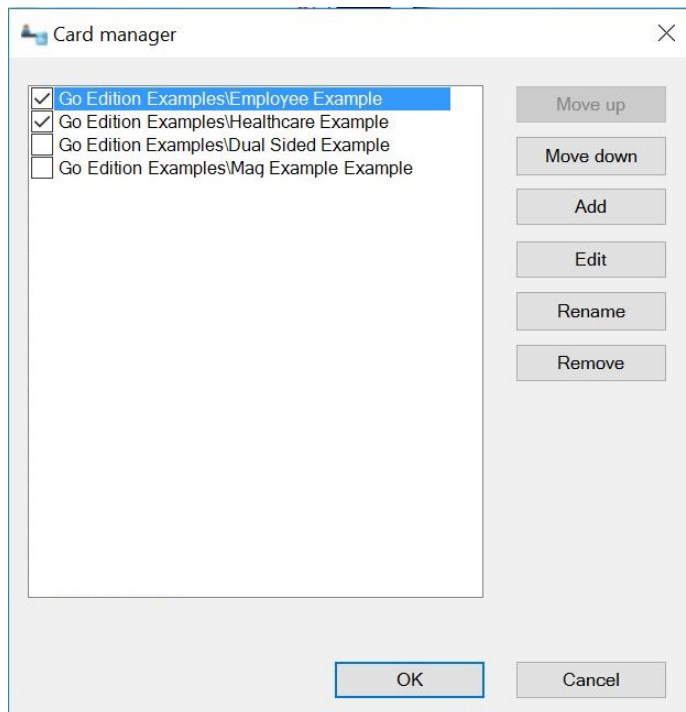 Card manager
Go Edition Examples\Employee Example
Go Edition Examples\Healthcare Example
Go Edition Examples\Dual Sided Example
Go Edition Examples\Mag Example Example
Move up
Move down
Add
Edit
Rename
Remove
OK
Cancel